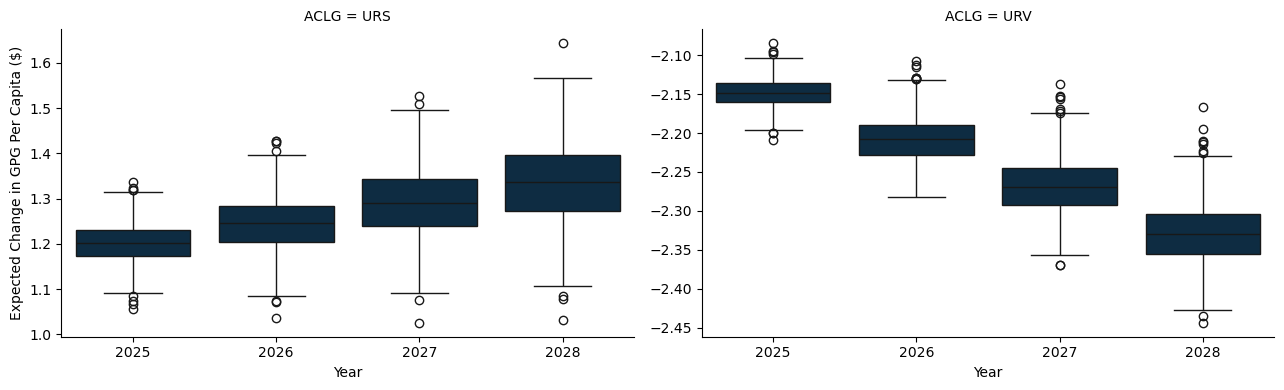 ACLG = URS
Expected Change in GPG Per Capita ($)
1.6
1.5
1.4
1.3
1.2
1.1
1.0
2025 2026 2027 2028
Year
ACLG = URV
−2.10
−2.15
−2.20
−2.25
−2.30
−2.35
−2.40
−2.45
2025 2026 2027 2028
Year